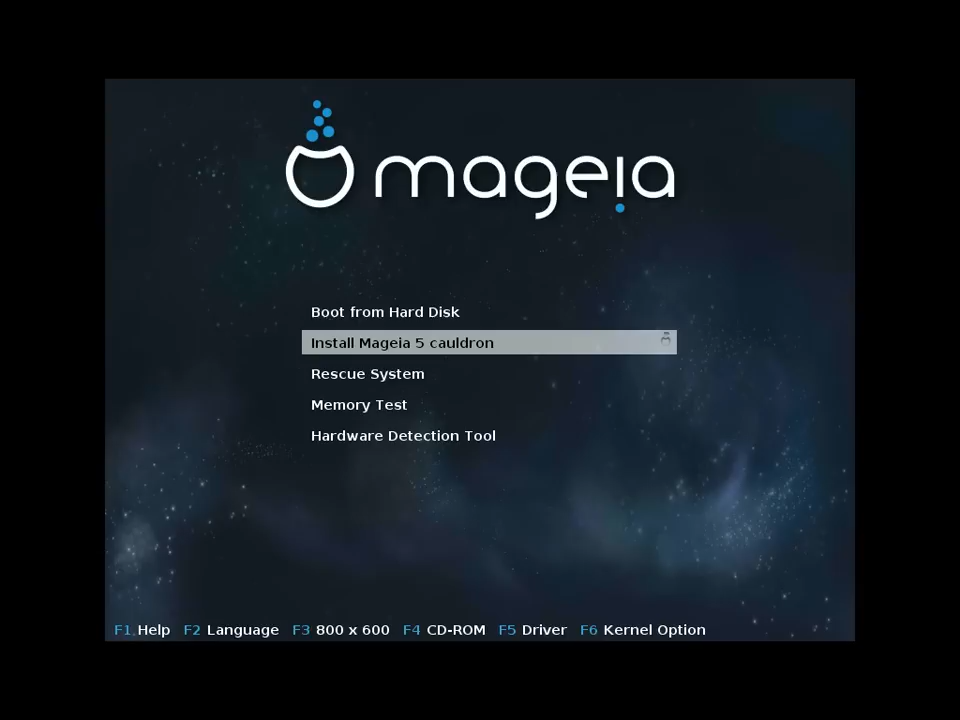 mageia
Boot from Hard Disk
Install Mageia 5 cauldron
Rescue System
Memory Test
Hardware Detection Tool
F1 Help F2 Language F3 800 x 600 F4 CD-ROM F5 Driver F6 Kernel Option